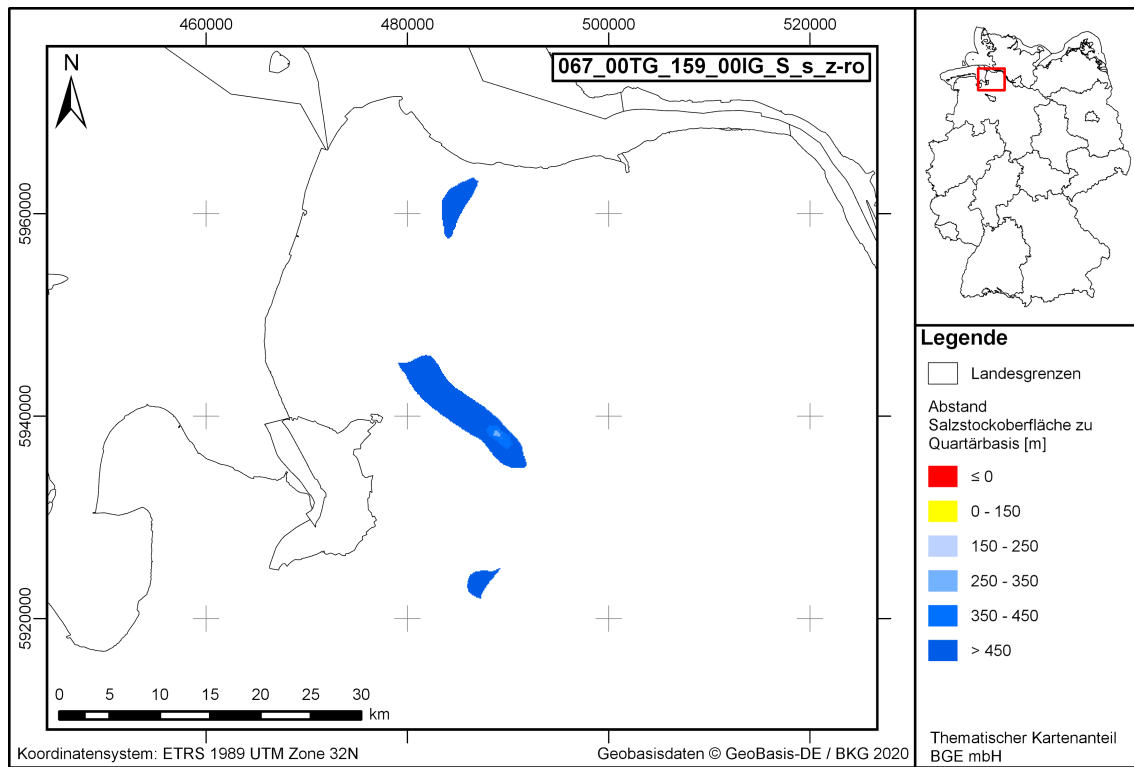 460000 480000 500000 520000
067_00TG_159_00IG_S_s_z-ro
N
5960000
5940000
5920000
0 5 10 15 20 25 30
km
Koordinatensystem: ETRS 1989 UTM Zone 32N
Geobasisdaten © GeoBasis-DE / BKG 2020
Legende
Landesgrenzen
Abstand
Salzstockoberfläche zu
Quartärbasis [m]
≤ 0
0 - 150
150 - 250
250 - 350
350 - 450
> 450
Thematischer Kartenanteil
BGE mbH